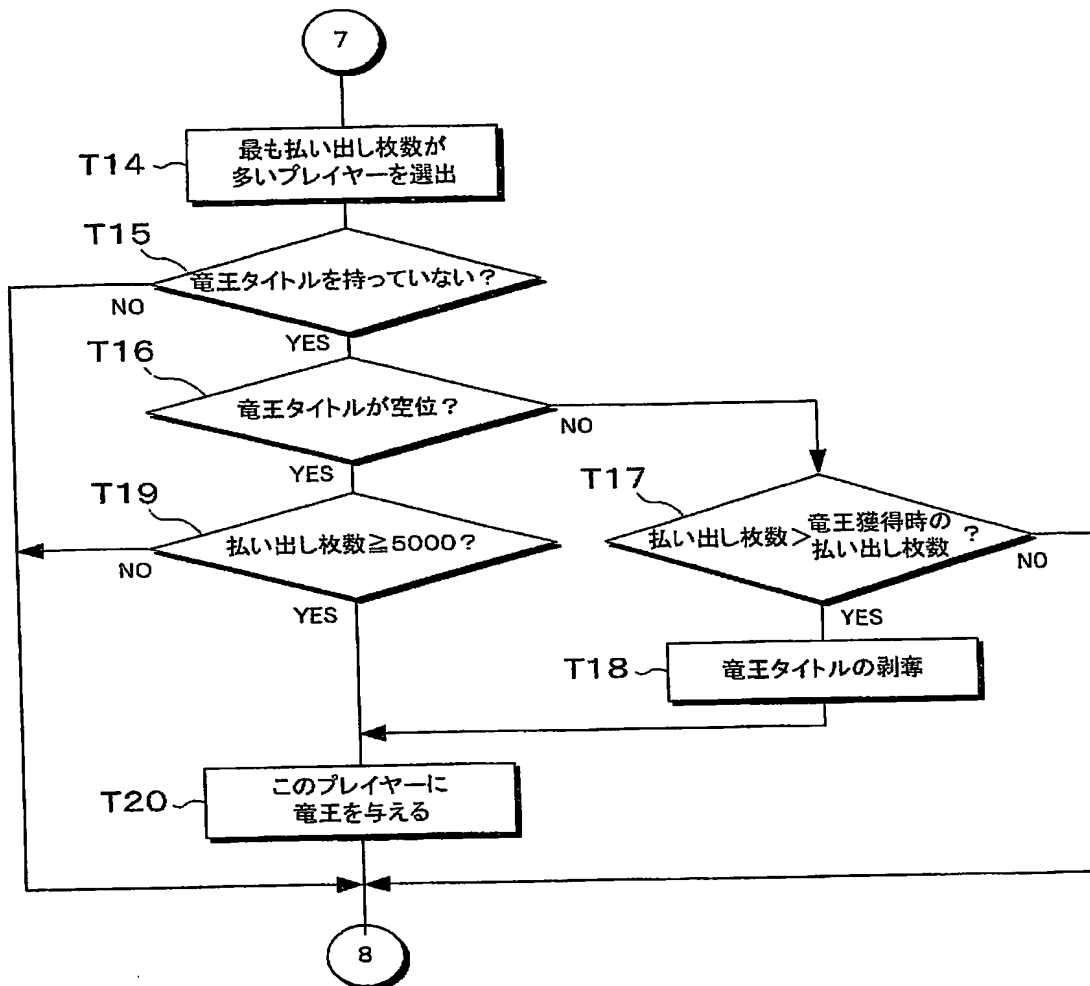 7
T14
最も払い出し枚数が
多いプレイヤーを選出
T15
竜王タイトルを持っていない？
NO
YES
T16
竜王タイトルが空位？
NO
YES
T19
払い出し枚数≧5000？
NO
YES
T17
払い出し枚数＞竜王獲得時の
払い出し枚数？
NO
YES
T18
竜王タイトルの剥奪
T20
このプレイヤーに
竜王を与える
8